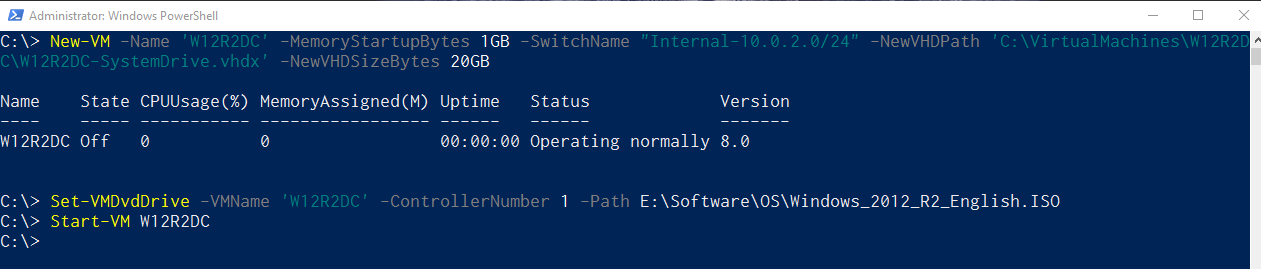 Administrator: Windows PowerShell
C:\> New-VM -Name 'W12R2DC' -MemoryStartupBytes 1GB -SwitchName "Internal-10.0.2.0/24" -NewVHDPath 'C:\VirtualMachines\W12R2D
C\W12R2DC-SystemDrive.vhdx' -NewVHDSizeBytes 20GB
Name    State CPUUsage(%) MemoryAssigned(M) Uptime   Status             Version
----    ----- ----------- ----------------- ------   ------             -------
W12R2DC Off   0           0                 00:00:00 Operating normally 8.0
C:\> Set-VMDvdDrive -VMName 'W12R2DC' -ControllerNumber 1 -Path E:\Software\OS\Windows_2012_R2_English.ISO
C:\> Start-VM W12R2DC
C:\>